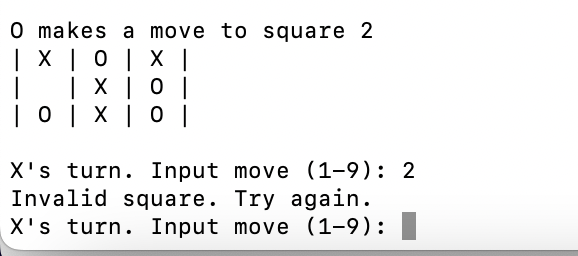 O makes a move to square 2
| X | O | X |
|   | X | O |
| O | X | O |
X's turn. Input move (1-9): 2
Invalid square. Try again.
X's turn. Input move (1-9):